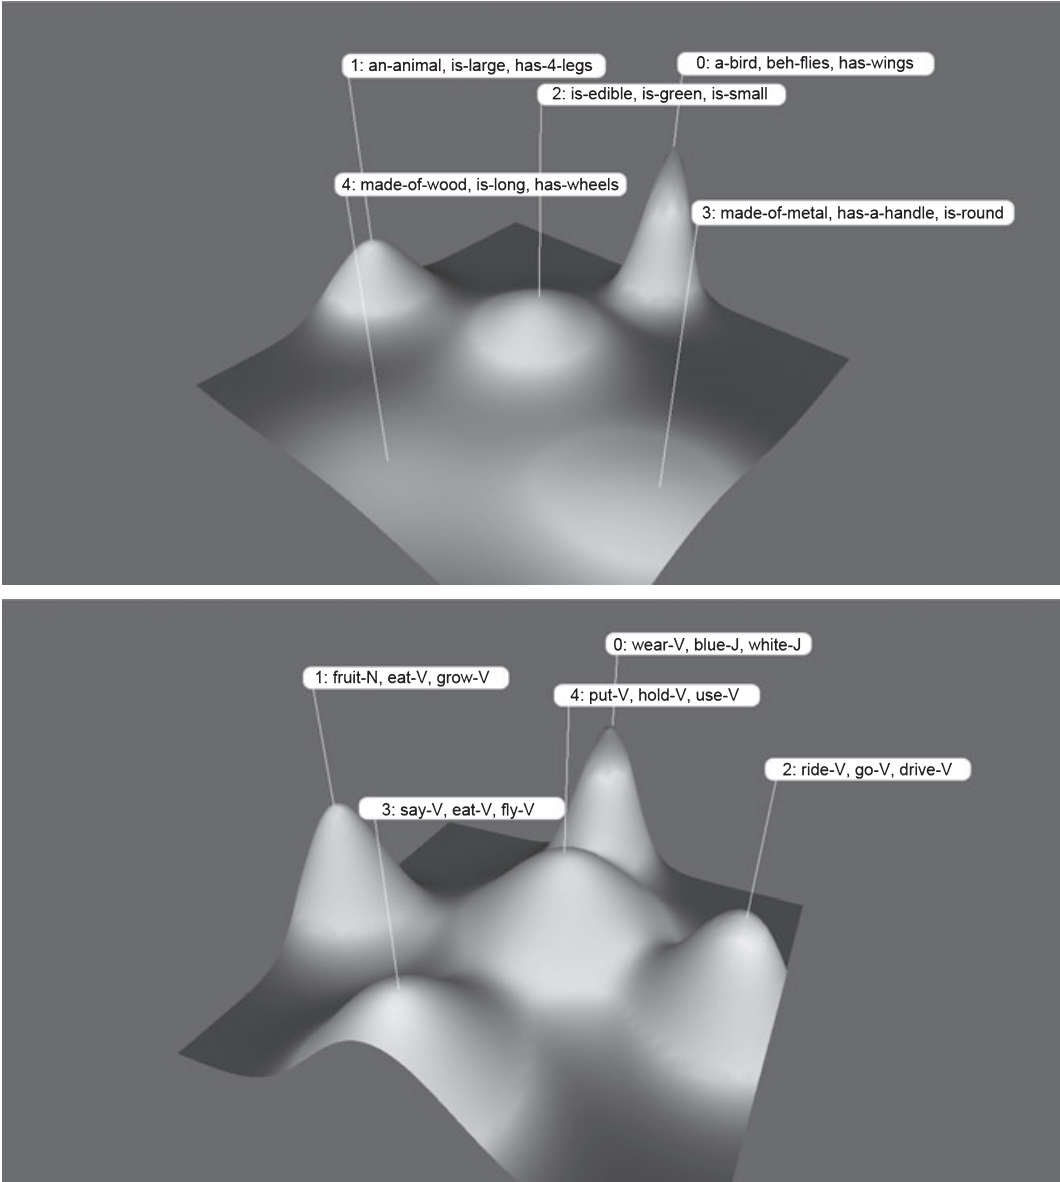 0: a-bird, beh-flies, has-wings
1: an-animal, is-large, has-4-legs
2: is-edible, is-green, is-small
4: made-of-wood, is-long, has-wheels
3: made-of-metal, has-a-handle, is-round
0: wear-V, blue-J, white-J
1: fruit-N, eat-V, grow-V
4: put-V, hold-V, use-V
2: ride-V, go-V, drive-V
3: say-V, eat-V, fly-V